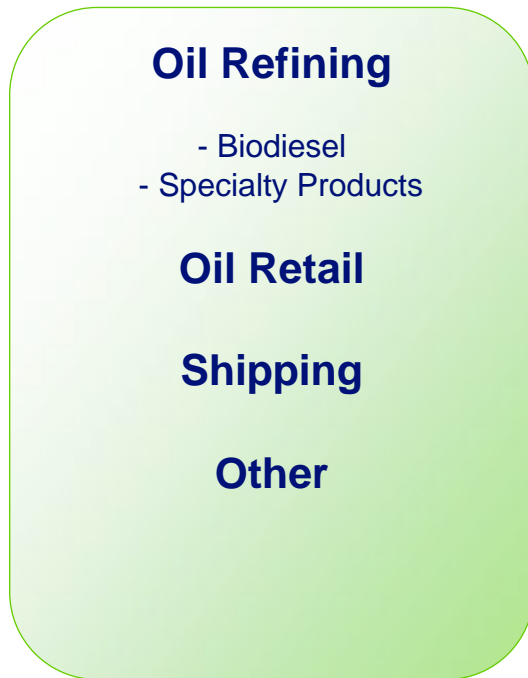 Oil Refining
- Biodiesel
- Specialty Products
Oil Retail
Shipping
Other